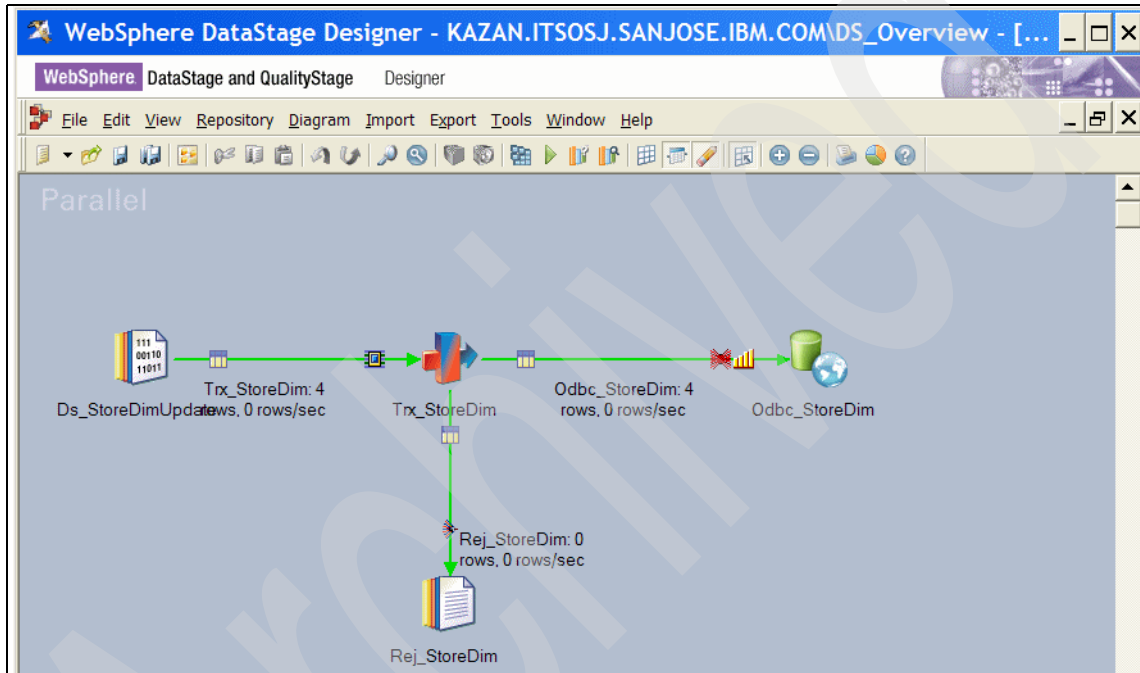 WebSphere DataStage Designer - KAZAN.ITSOSJ.SANJOSE.IBM.COM\DS_Overview - [...
WebSphere. DataStage and QualityStage Designer
File Edit View Repository Diagram Import Export Tools Window Help
Parallel
111
00110
11011
Trx_StoreDim: 4
rows, 0 rows/sec
Ds_StoreDimUpdate
Trx_StoreDim
Odbc_StoreDim: 4
rows, 0 rows/sec
Odbc_StoreDim
Rej_StoreDim: 0
rows, 0 rows/sec
Rej_StoreDim
Archived